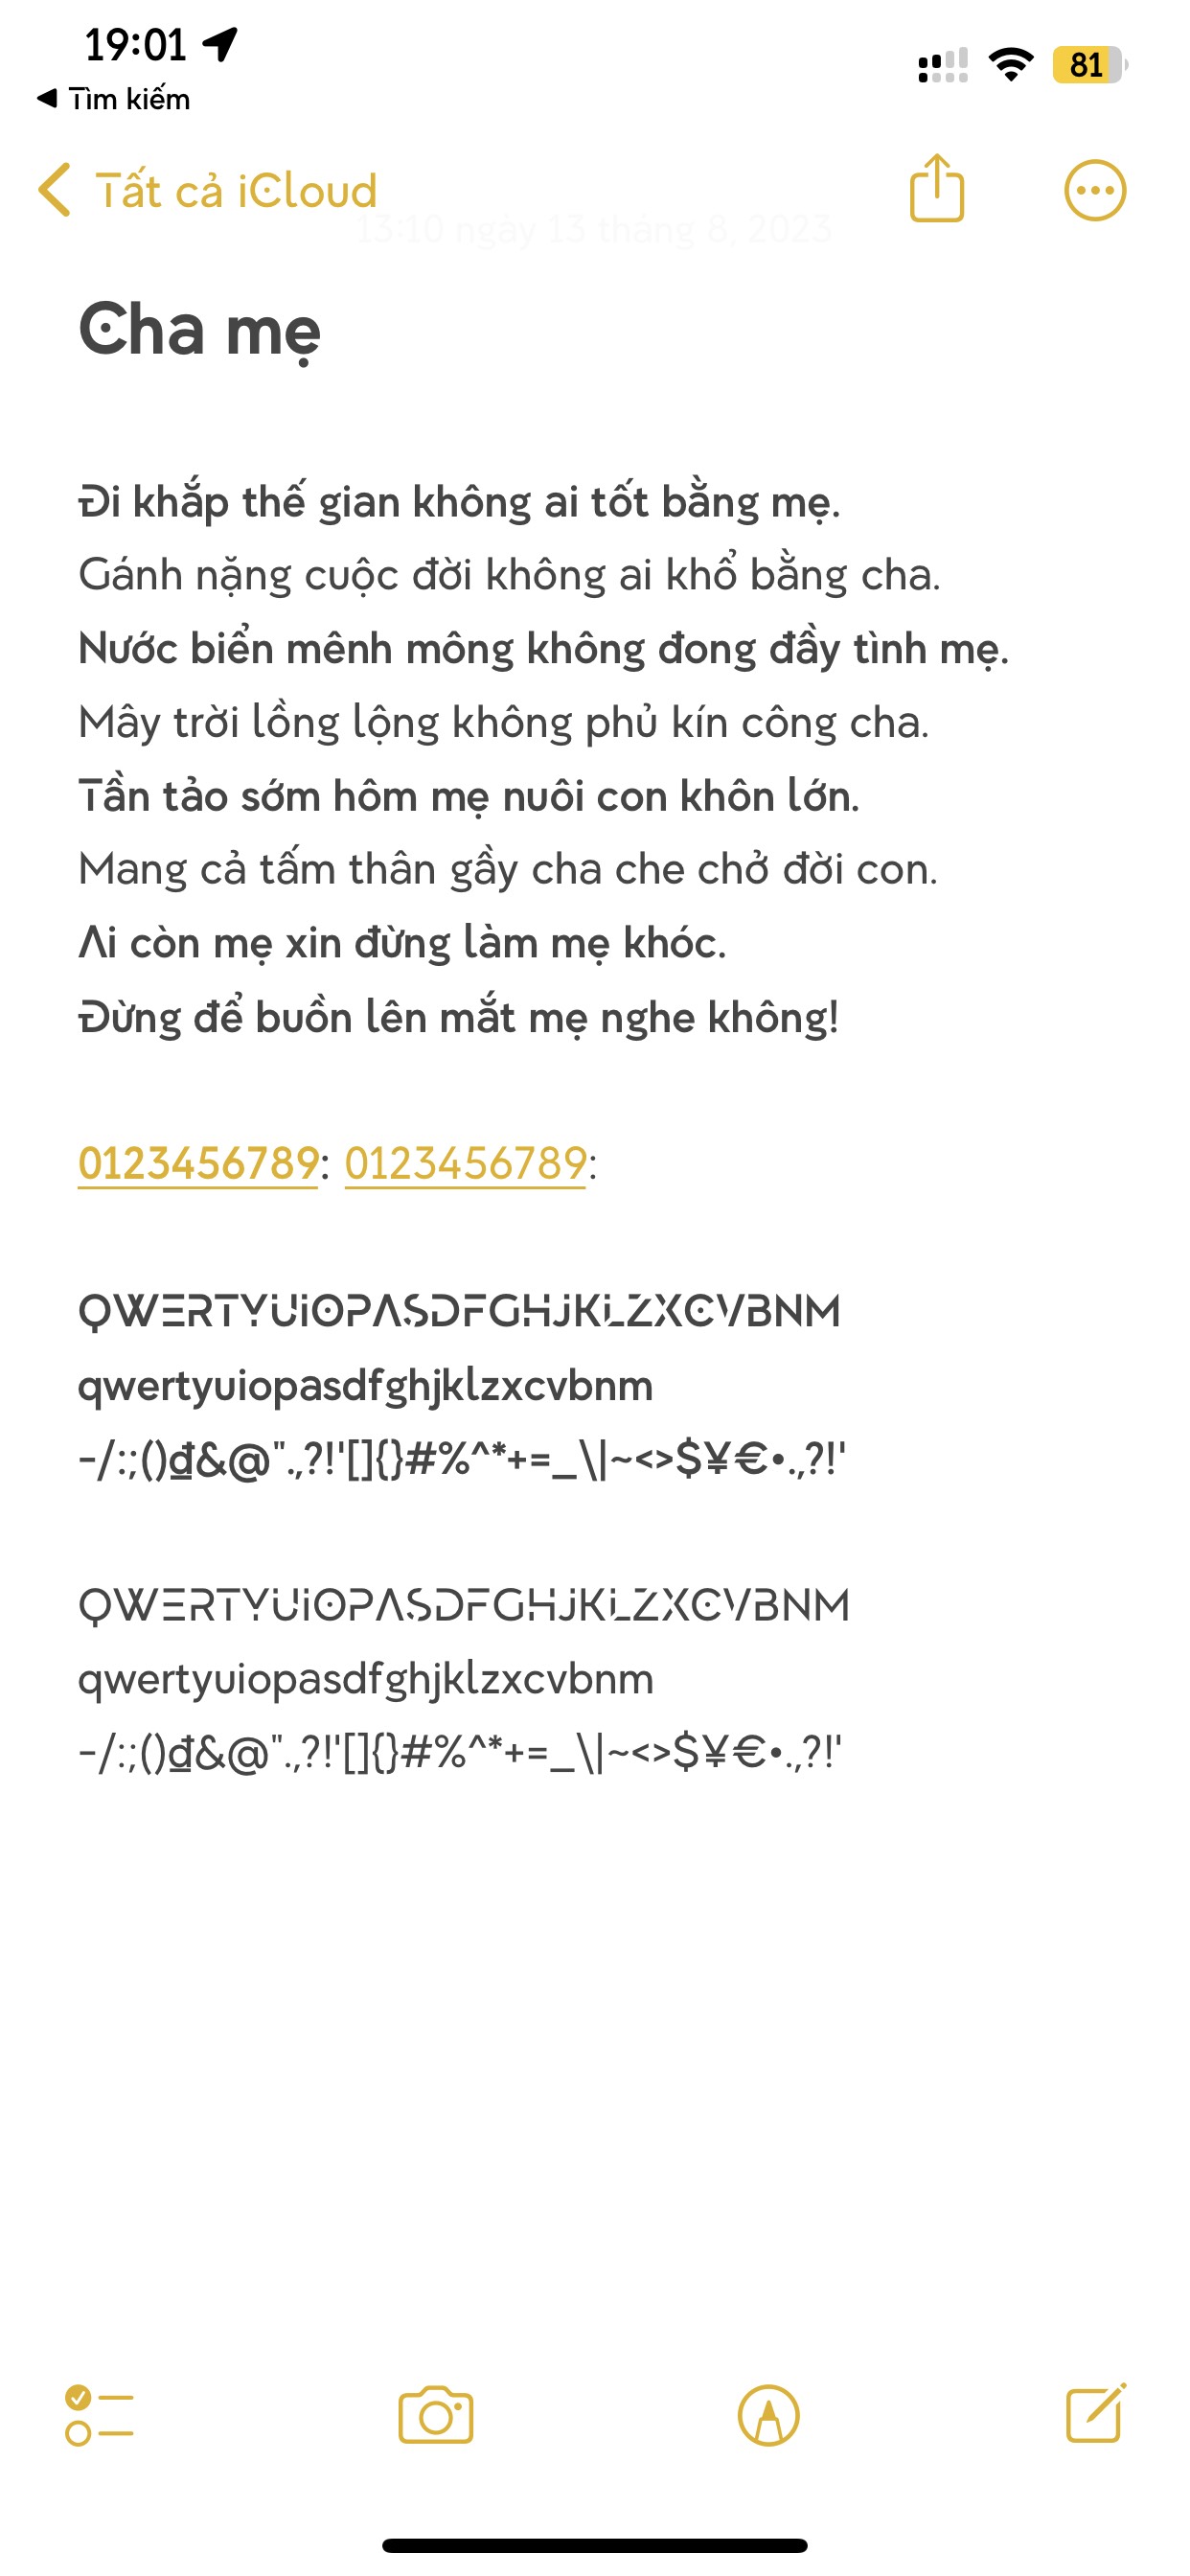 19:01
81
Tìm kiếm
Tất cả iCloud
13:10 ngày 13 tháng 8, 2023
Cha mẹ
Đi khắp thế gian không ai tốt bằng mẹ.
Gánh nặng cuộc đời không ai khổ bằng cha.
Nước biển mênh mông không đong đầy tình mẹ.
Mây trời lồng lộng không phủ kín công cha.
Tần tảo sớm hôm mẹ nuôi con khôn lớn.
Mang cả tấm thân gầy cha che chở đời con.
Ai còn mẹ xin đừng làm mẹ khóc.
Đừng để buồn lên mắt mẹ nghe không!
0123456789: 0123456789:
QWERTYUiOPASDFGHJKLZXCVBNM
qwertyuiopasdfghjklzxcvbnm
-/:;()₫&@".,?!'[]{}#%^*+=_\|~<>$¥€•.,?!'
QWERTYUiOPASDFGHJKLZXCVBNM
qwertyuiopasdfghjklzxcvbnm
-/:;()₫&@".,?!'[]{}#%^*+=_\|~<>$¥€•.,?!'